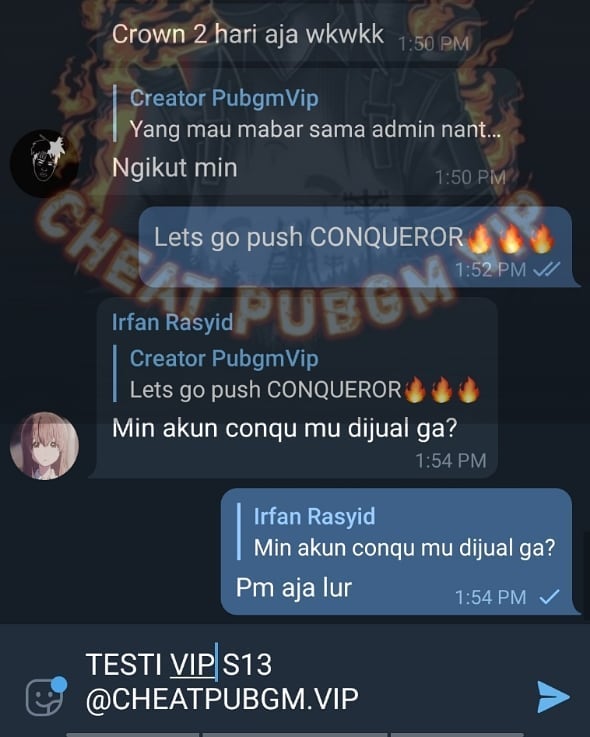 Crown 2 hari aja wkwkk 1:50 PM
Creator PubgmVip
Yang mau mabar sama admin nant...
Ngikut min 1:50 PM
Lets go push CONQUEROR🔥🔥🔥
1:52 PM
CHEAT PUBGM VIP
Irfan Rasyid
Creator PubgmVip
Lets go push CONQUEROR🔥🔥🔥
Min akun conqu mu dijual ga?
1:54 PM
Irfan Rasyid
Min akun conqu mu dijual ga?
Pm aja lur 1:54 PM
TESTI VIP S13
@CHEATPUBGM.VIP